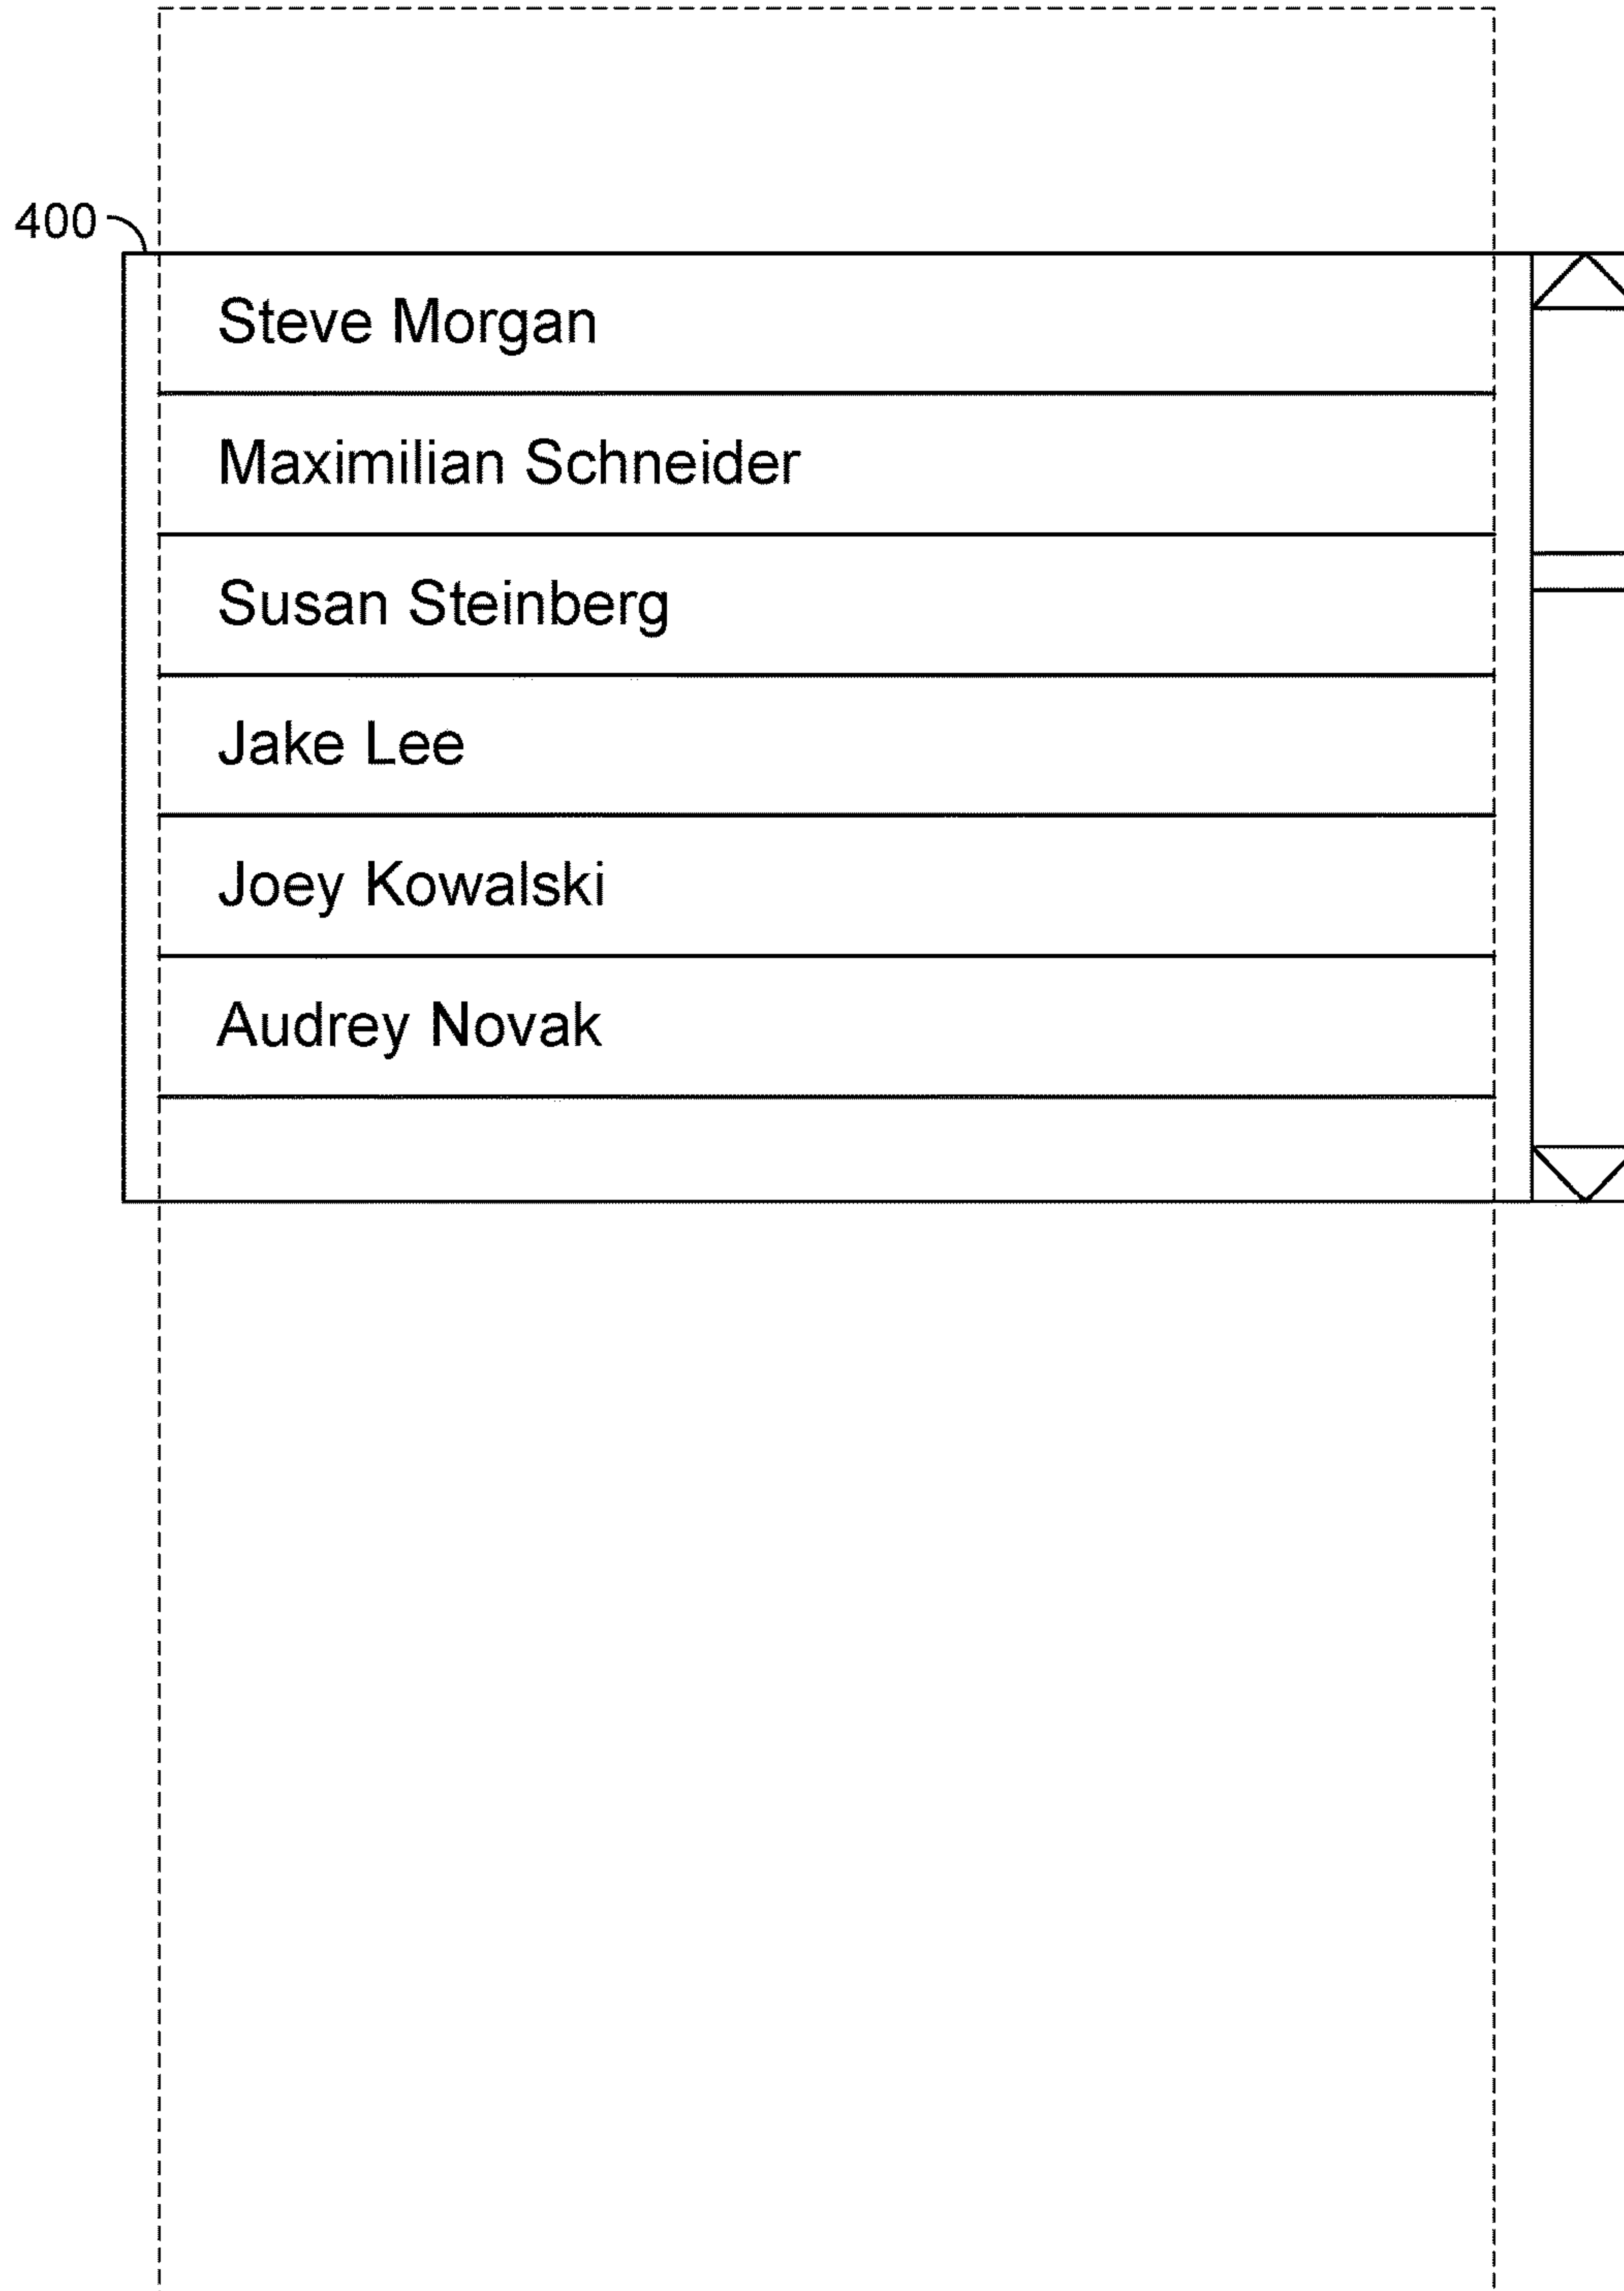 400
Steve Morgan
Maximilian Schneider
Susan Steinberg
Jake Lee
Joey Kowalski
Audrey Novak